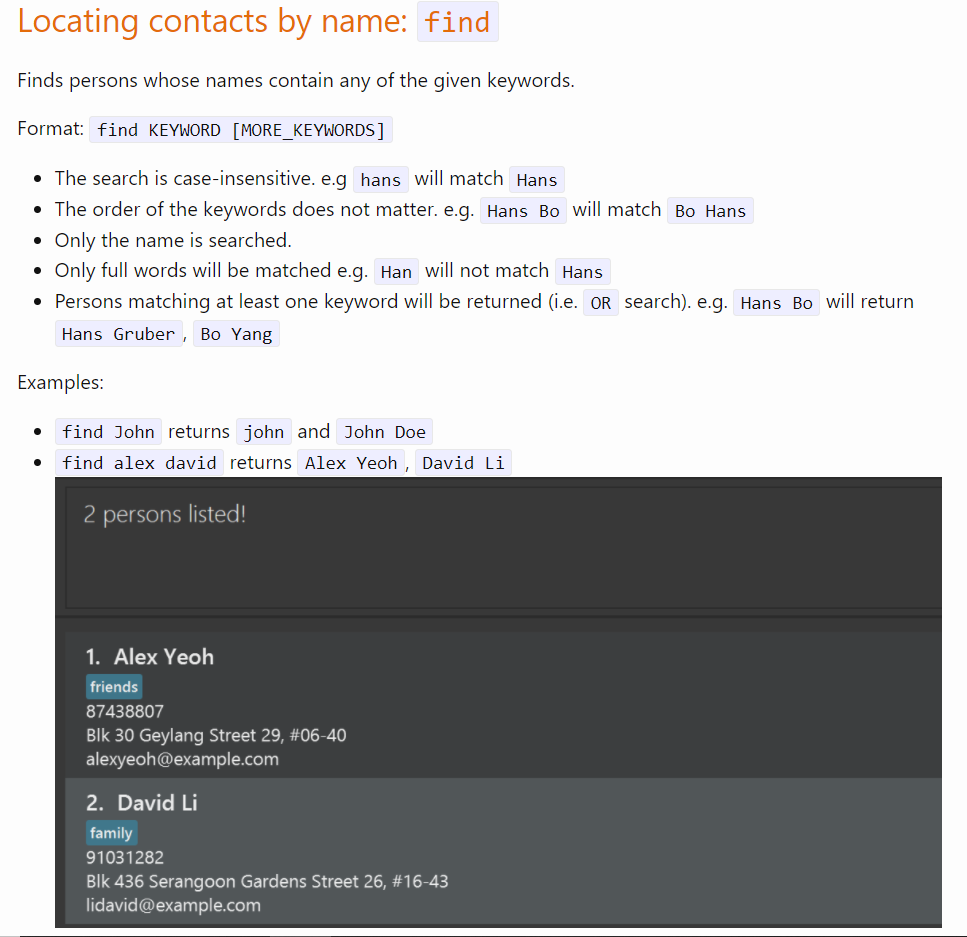 Locating contacts by name: find
Finds persons whose names contain any of the given keywords.
Format: find KEYWORD [MORE_KEYWORDS]
The search is case-insensitive. e.g hans will match Hans
The order of the keywords does not matter. e.g. Hans Bo will match Bo Hans
Only the name is searched.
Only full words will be matched e.g. Han will not match Hans
Persons matching at least one keyword will be returned (i.e. OR search). e.g. Hans Bo will return
Hans Gruber, Bo Yang
Examples:
find John returns john and John Doe
find alex david returns Alex Yeoh, David Li
2 persons listed!
1. Alex Yeoh
friends
87438807
Blk 30 Geylang Street 29, #06-40
alexyeoh@example.com
2. David Li
family
91031282
Blk 436 Serangoon Gardens Street 26, #16-43
lidavid@example.com